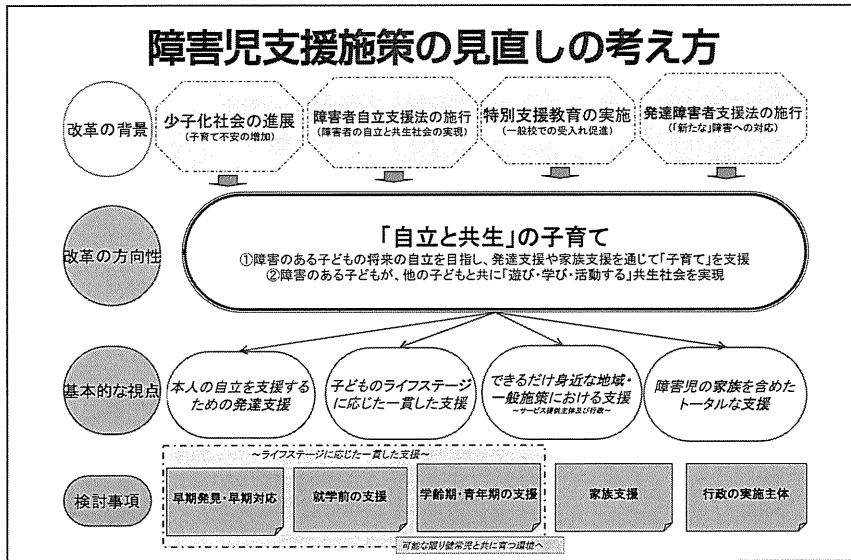 障害児支援施策の見直しの考え方
改革の背景
少子化社会の進展
(子育て不安の増加)
障害者自立支援法の施行
(障害者の自立と共生社会の実現)
特別支援教育の実施
(一般校での受入れ促進)
発達障害者支援法の施行
(「新たな」障害への対応)
改革の方向性
「自立と共生」の子育て
①障害のある子どもの将来の自立を目指し、発達支援や家族支援を通じて「子育て」を支援
②障害のある子どもが、他の子どもと共に「遊び・学び・活動する」共生社会を実現
基本的な視点
本人の自立を支援する
ための発達支援
子どものライフステージ
に応じた一貫した支援
できるだけ身近な地域・
一般施策における支援
～サービス提供主体及び行政～
障害児の家族を含めた
トータルな支援
検討事項
～ライフステージに応じた一貫した支援～
早期発見・早期対応
就学前の支援
学齢期・青年期の支援
家族支援
行政の実施主体
可能な限り健常児と共に育つ環境へ